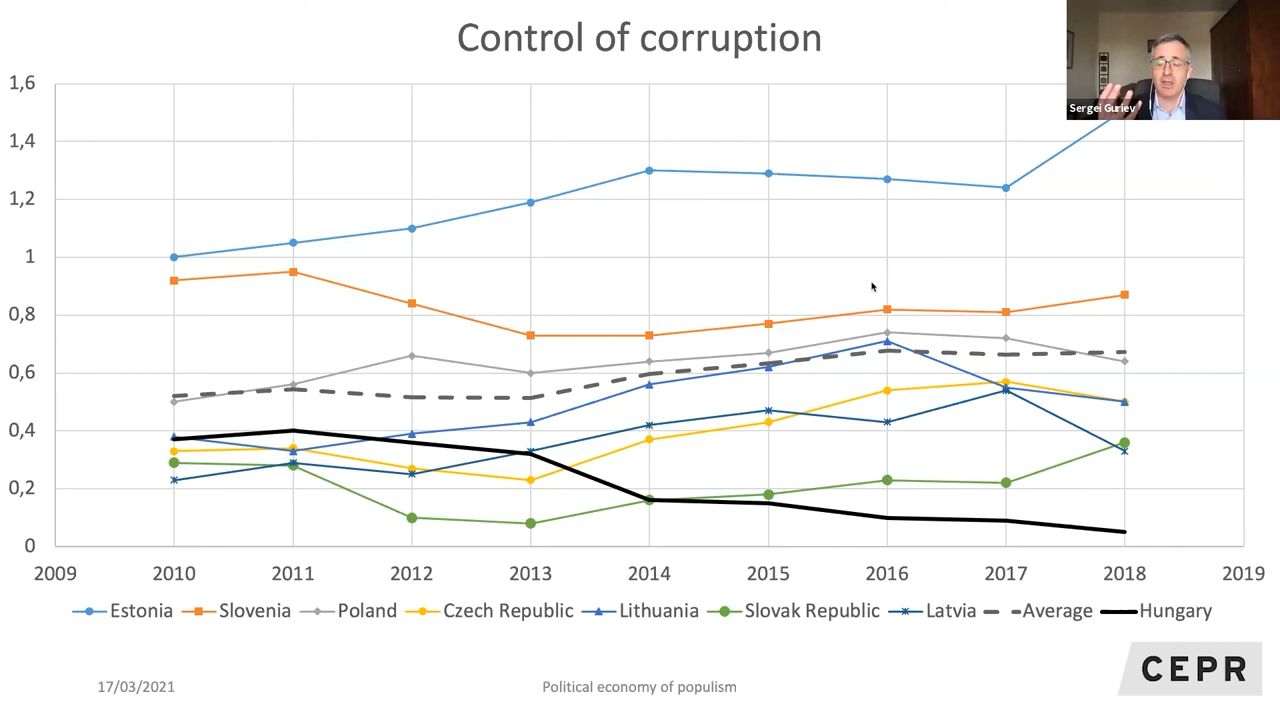 Control of corruption
Sergei Guriev
1,6
1,4
1,2
1
0,8
0,6
0,4
0,2
0
2009 2010 2011 2012 2013 2014 2015 2016 2017 2018 2019
Estonia Slovenia Poland Czech Republic Lithuania Slovak Republic Latvia Average Hungary
17/03/2021 Political economy of populism CEPR